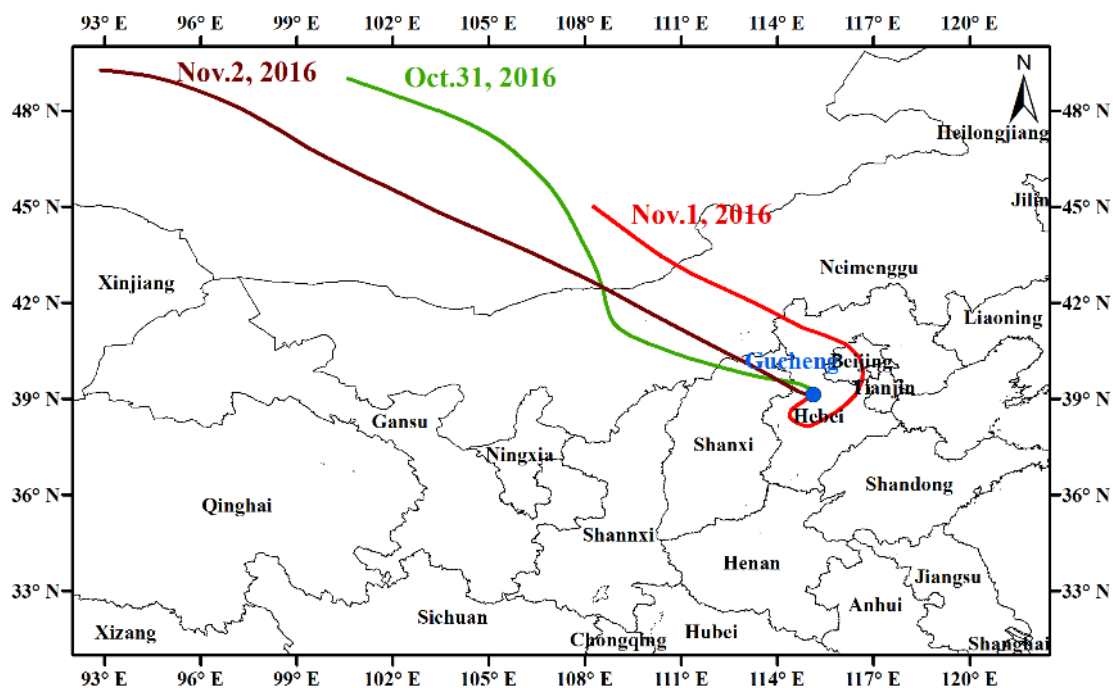 93° E 96° E 99° E 102° E 105° E 108° E 111° E 114° E 117° E 120° E
Nov.2, 2016 Oct.31, 2016 N
48° N 48° N
Heilongjiang
Jilin
45° N Nov.1, 2016 45° N
Neimenggu
Xinjiang
42° N 42° N
Liaoning
Gucheng Beijing
Tianjin
39° N 39° N
Hebei
Gansu
Shanxi
Ningxia
Shandong
36° N 36° N
Qinghai
Shannxi
Henan
Jiangsu
33° N 33° N
Anhui
Sichuan
Xizang Chongqing Hubei Shanghai
93° E 96° E 99° E 102° E 105° E 108° E 111° E 114° E 117° E 120° E